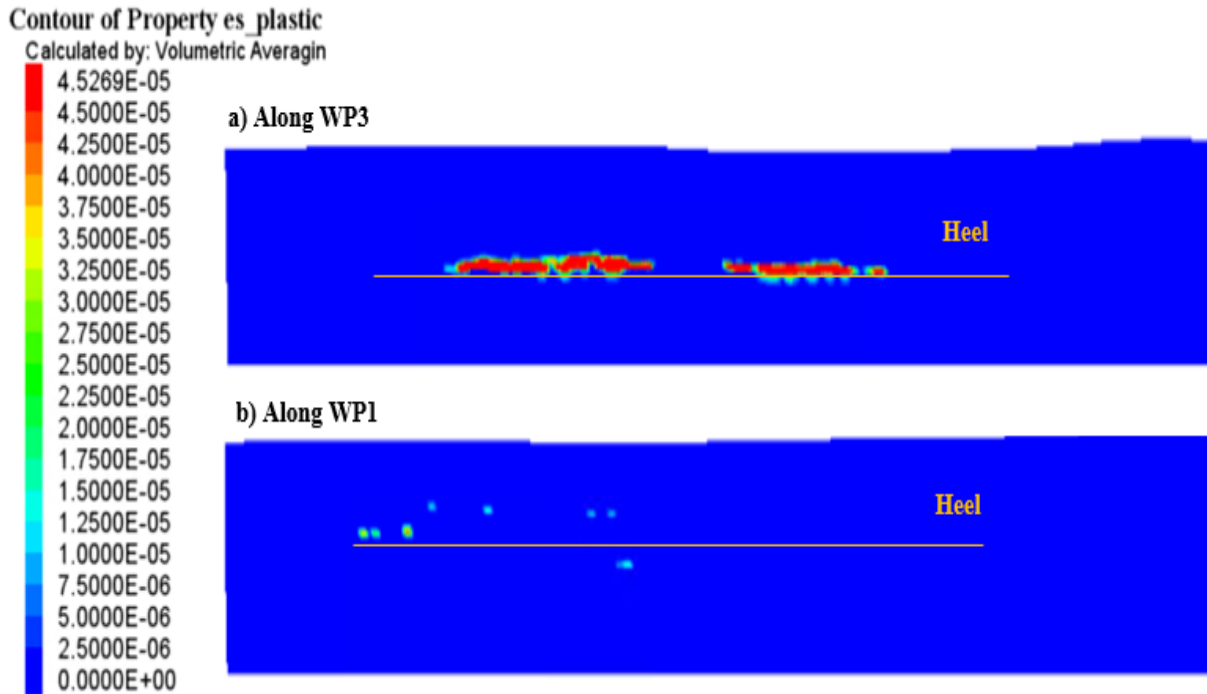 Contour of Property es_plastic
Calculated by: Volumetric Averagin
4.5269E-05
4.5000E-05
4.2500E-05
4.0000E-05
3.7500E-05
3.5000E-05
3.2500E-05
3.0000E-05
2.7500E-05
2.5000E-05
2.2500E-05
2.0000E-05
1.7500E-05
1.5000E-05
1.2500E-05
1.0000E-05
7.5000E-06
5.0000E-06
2.5000E-06
0.0000E+00
a) Along WP3
Heel
b) Along WP1
Heel